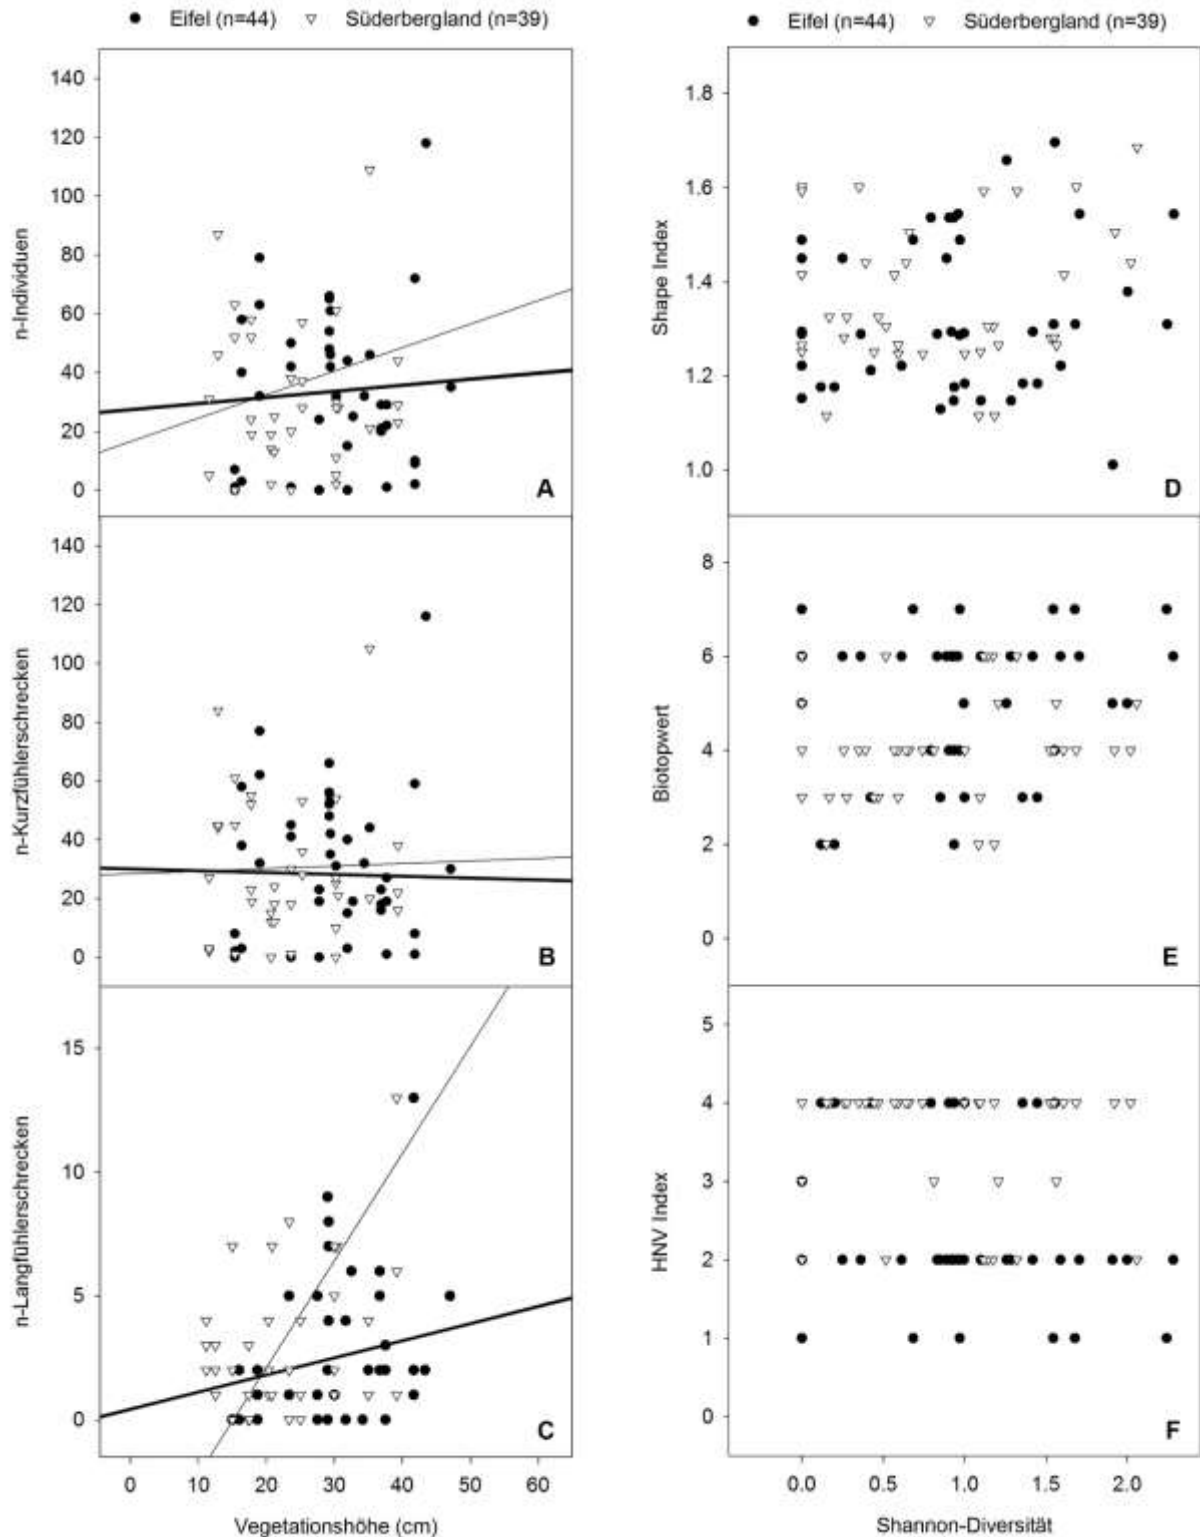 ● Eifel (n=44) ▽ Süderbergland (n=39)
140
120
100
80
60
40
20
0
n-Individuen
A
140
120
100
80
60
40
20
0
n-Kurzfühlerschrecken
B
15
10
5
0
n-Langfühlerschrecken
C
0 10 20 30 40 50 60
Vegetationshöhe (cm)
● Eifel (n=44) ▽ Süderbergland (n=39)
1.8
1.6
1.4
1.2
1.0
Shape Index
D
8
6
4
2
0
Biotopwert
E
5
4
3
2
1
0
HNV Index
F
0.0 0.5 1.0 1.5 2.0
Shannon-Diversität